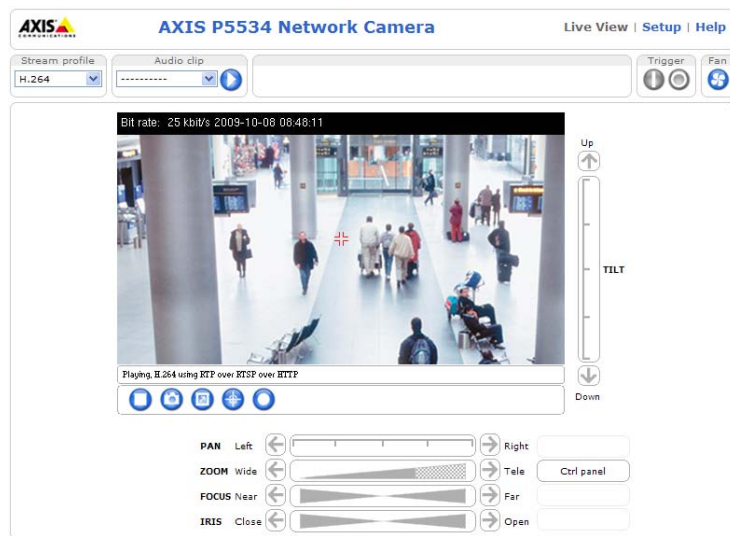 AXIS
COMMUNICATIONS
AXIS P5534 Network Camera
Live View | Setup | Help
Stream profile
H.264
Audio clip
----------
Trigger
Fan
Bit rate: 25 kbit/s 2009-10-08 08:48:11
Up
TILT
Down
Playing, H.264 using RTP over RTSP over HTTP
PAN Left Right
ZOOM Wide Tele Ctrl panel
FOCUS Near Far
IRIS Close Open